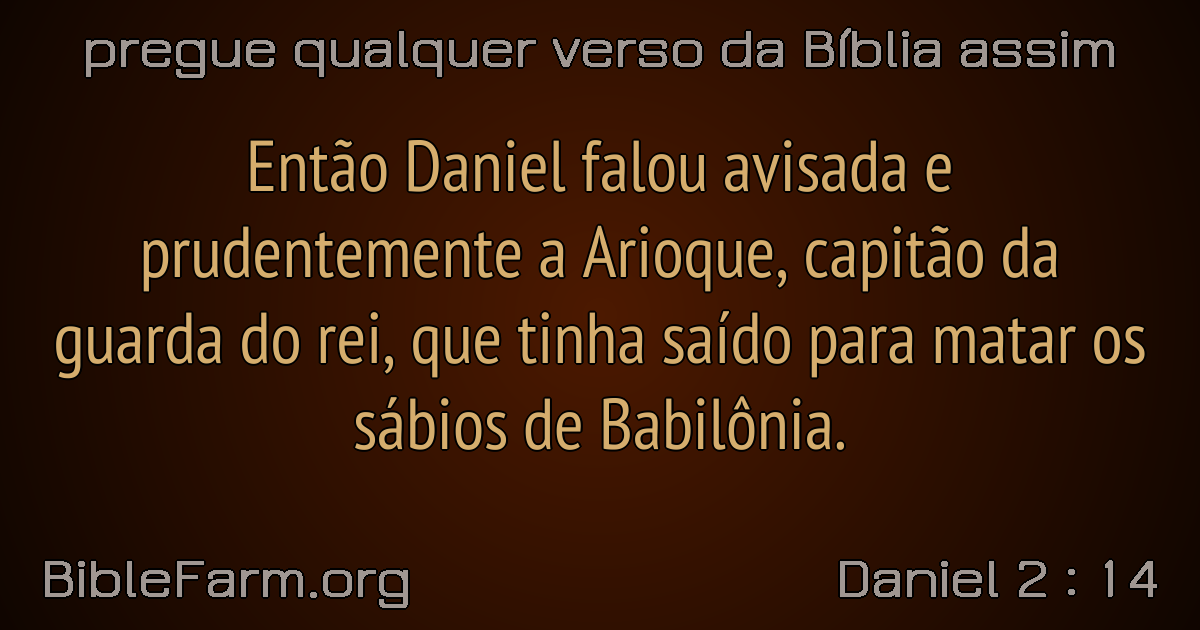 pregue qualquer verso da Bíblia assim
Então Daniel falou avisada e
prudentemente a Arioque, capitão da
guarda do rei, que tinha saído para matar os
sábios de Babilônia.
BibleFarm.org
Daniel 2 : 14